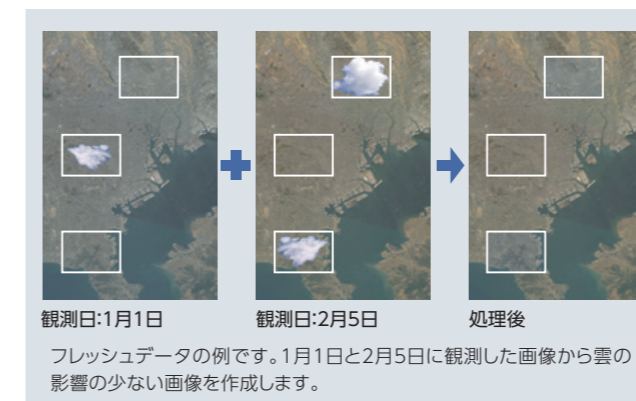 観測日:1月1日
観測日:2月5日
処理後
フレッシュデータの例です。1月1日と2月5日に観測した画像から雲の
影響の少ない画像を作成します。